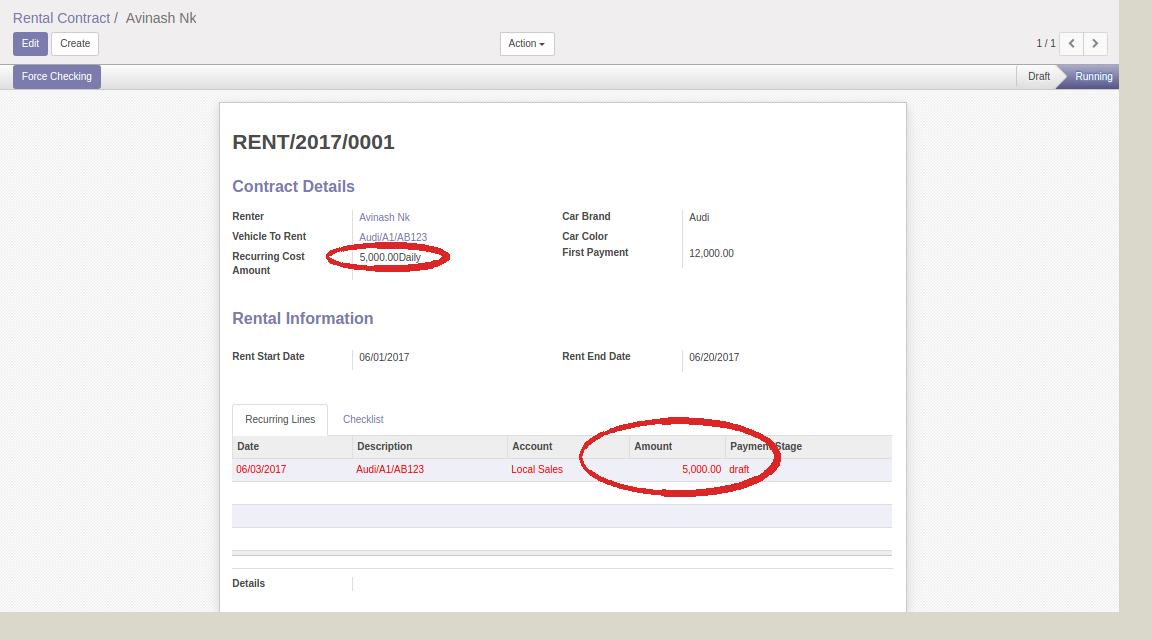 Rental Contract / Avinash Nk
Edit Create Action 1 / 1
Force Checking Draft Running
RENT/2017/0001
Contract Details
Renter Avinash Nk Car Brand Audi
Vehicle To Rent Audi/A1/AB123 Car Color
Recurring Cost Amount 5,000.00Daily First Payment 12,000.00
Rental Information
Rent Start Date 06/01/2017 Rent End Date 06/20/2017
Recurring Lines Checklist
Date Description Account Amount Payment Stage
06/03/2017 Audi/A1/AB123 Local Sales 5,000.00 draft
Details